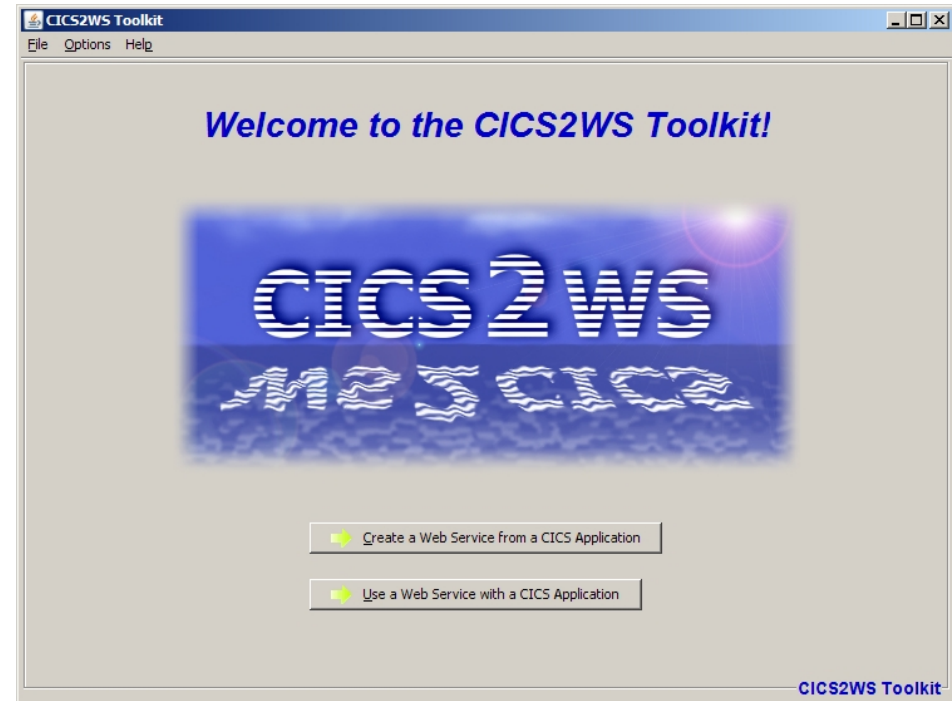 CICS2WS Toolkit
File Options Help
Welcome to the CICS2WS Toolkit!
CICS2WS
Create a Web Service from a CICS Application
Use a Web Service with a CICS Application
CICS2WS Toolkit